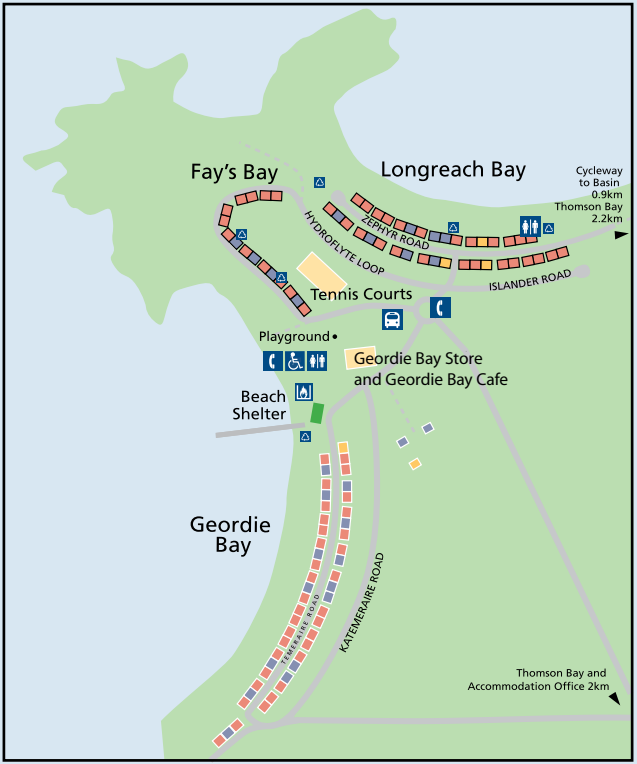 Fay's Bay
Longreach Bay
Cycleway
to Basin
0.9km
Thomson Bay
2.2km
ZEPHYR ROAD
HYDROFLYTE LOOP
ISLANDER ROAD
Tennis Courts
Playground
Geordie Bay Store
and Geordie Bay Cafe
Beach
Shelter
Geordie
Bay
TEMERAIRE ROAD
KATEMERAIRE ROAD
Thomson Bay and
Accommodation Office 2km